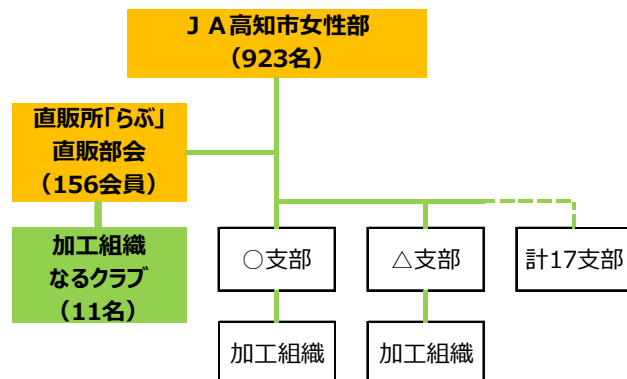 ＪＡ高知市女性部
（923名）
直販所「らぶ」
直販部会
（156会員）
加工組織
なるクラブ
（11名）
○支部
△支部
計17支部
加工組織
加工組織